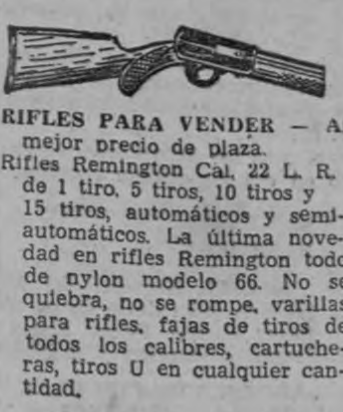 RIFLES PARA VENDER — A
mejor precio de plaza.
Rifles Remington Cal. 22 L. R.
de 1 tiro, 5 tiros, 10 tiros y
15 tiros, automáticos y semi-
automáticos. La última nove-
dad en rifles Remington todo
de nylon modelo 66. No se
quiebra, no se rompe, varillas
para rifles, fajas de tiros de
todos los calibres, cartuche-
ras, tiros U en cualquier can-
tidad.